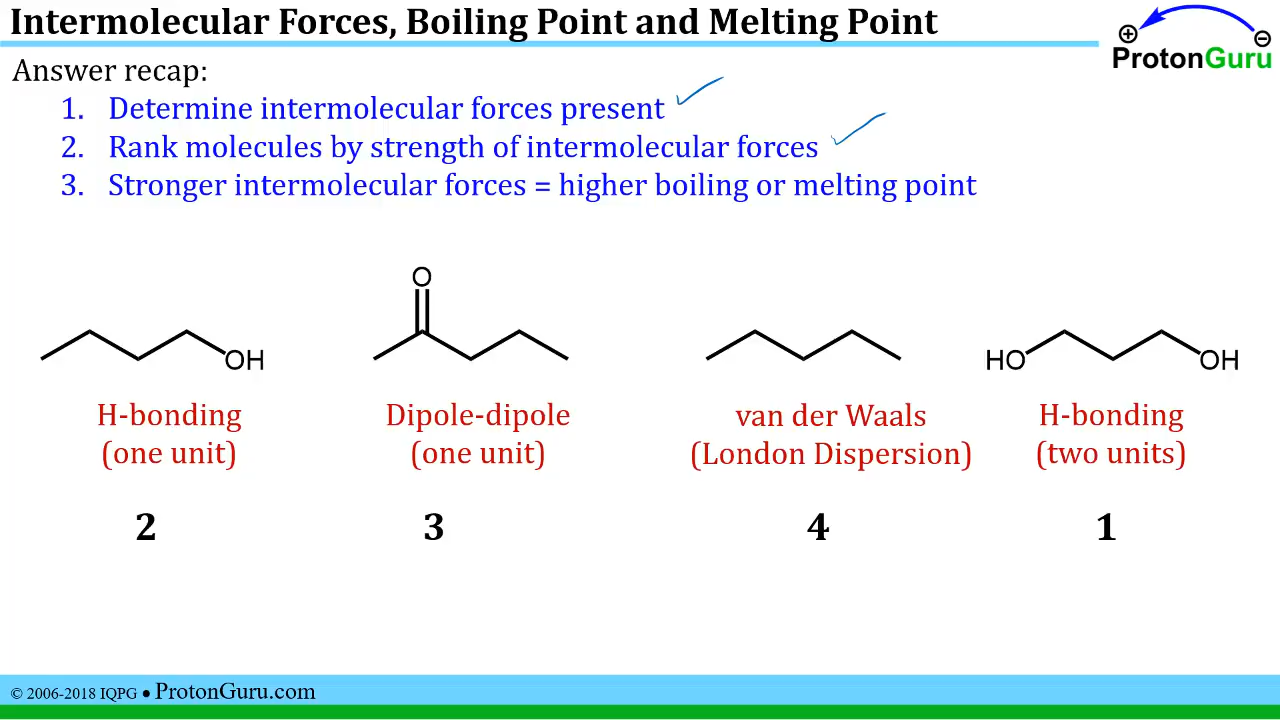 Intermolecular Forces, Boiling Point and Melting Point
⊕ ⊖
ProtonGuru
Answer recap:
1. Determine intermolecular forces present
2. Rank molecules by strength of intermolecular forces
3. Stronger intermolecular forces = higher boiling or melting point
O
OH
HO OH
H-bonding
(one unit)
Dipole-dipole
(one unit)
van der Waals
(London Dispersion)
H-bonding
(two units)
2 3 4 1
© 2006-2018 IQPG ● ProtonGuru.com